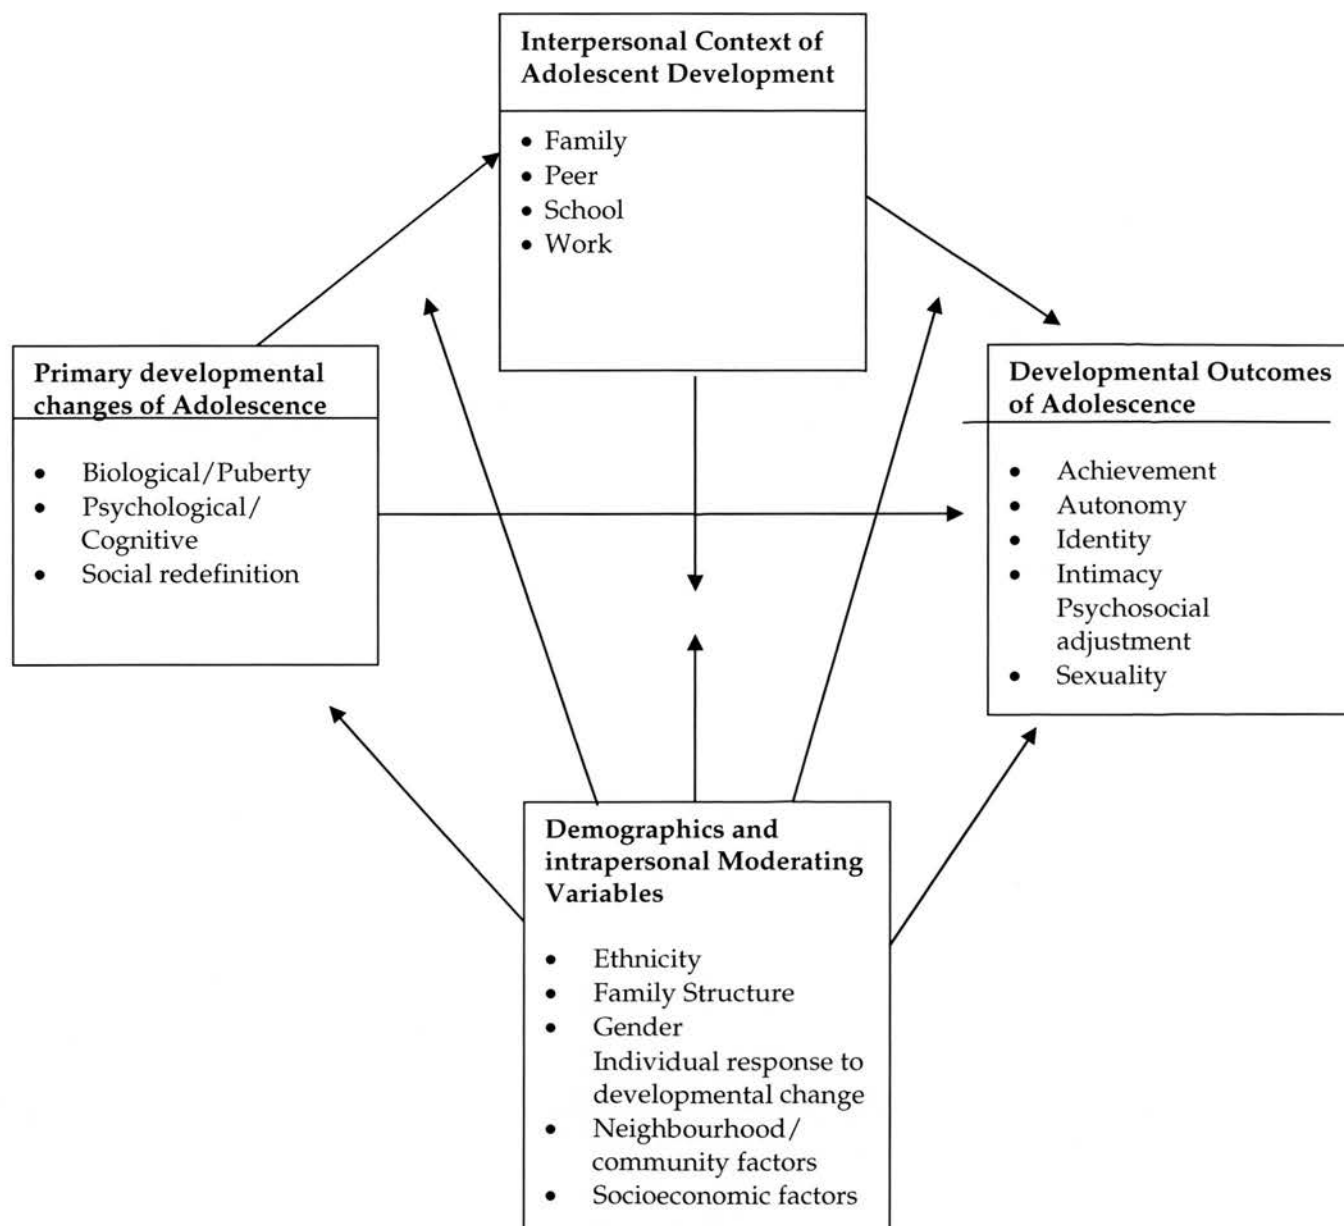 Interpersonal Context of
Adolescent Development
• Family
• Peer
• School
• Work
Primary developmental
changes of Adolescence
• Biological/Puberty
• Psychological/
Cognitive
• Social redefinition
Developmental Outcomes
of Adolescence
• Achievement
• Autonomy
• Identity
• Intimacy
Psychosocial
adjustment
• Sexuality
Demographics and
intrapersonal Moderating
Variables
• Ethnicity
• Family Structure
• Gender
Individual response to
developmental change
• Neighbourhood/
community factors
• Socioeconomic factors